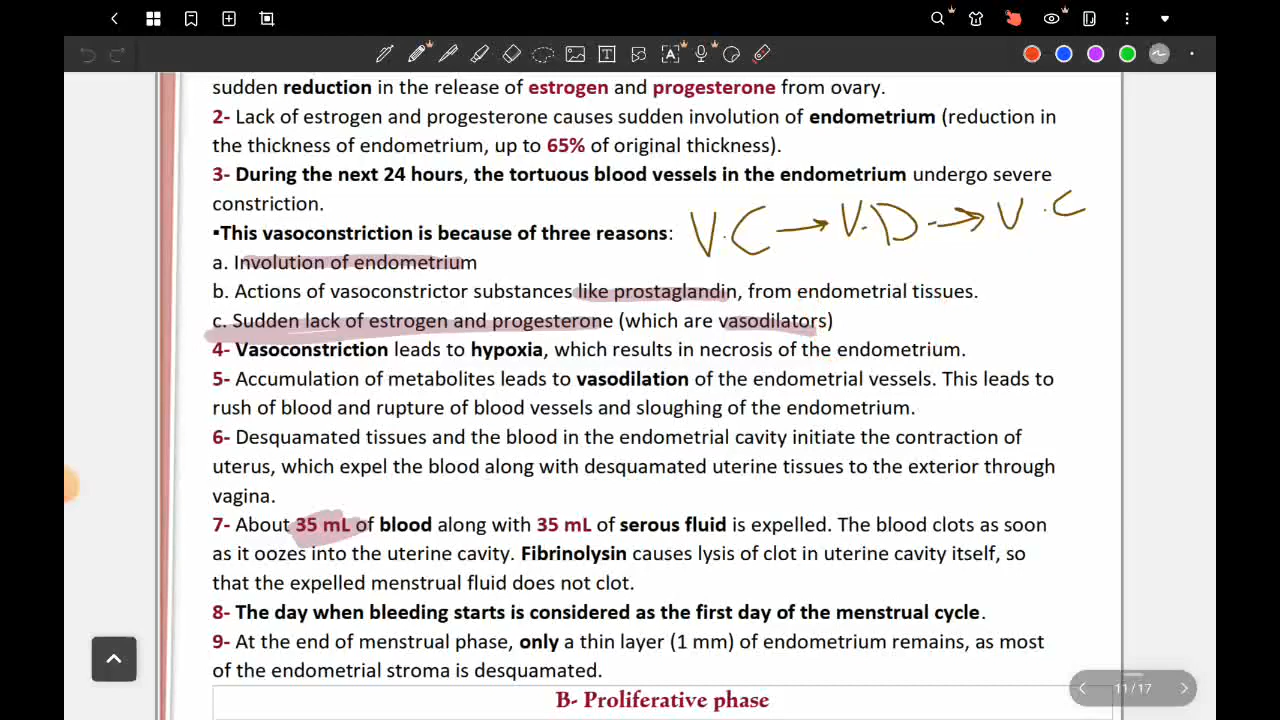 sudden reduction in the release of estrogen and progesterone from ovary.
2- Lack of estrogen and progesterone causes sudden involution of endometrium (reduction in
the thickness of endometrium, up to 65% of original thickness).
3- During the next 24 hours, the tortuous blood vessels in the endometrium undergo severe
constriction.
▪This vasoconstriction is because of three reasons:
V.C → V.D → V.C
a. Involution of endometrium
b. Actions of vasoconstrictor substances like prostaglandin, from endometrial tissues.
c. Sudden lack of estrogen and progesterone (which are vasodilators)
4- Vasoconstriction leads to hypoxia, which results in necrosis of the endometrium.
5- Accumulation of metabolites leads to vasodilation of the endometrial vessels. This leads to
rush of blood and rupture of blood vessels and sloughing of the endometrium.
6- Desquamated tissues and the blood in the endometrial cavity initiate the contraction of
uterus, which expel the blood along with desquamated uterine tissues to the exterior through
vagina.
7- About 35 mL of blood along with 35 mL of serous fluid is expelled. The blood clots as soon
as it oozes into the uterine cavity. Fibrinolysin causes lysis of clot in uterine cavity itself, so
that the expelled menstrual fluid does not clot.
8- The day when bleeding starts is considered as the first day of the menstrual cycle.
9- At the end of menstrual phase, only a thin layer (1 mm) of endometrium remains, as most
of the endometrial stroma is desquamated.
11/17
B- Proliferative phase